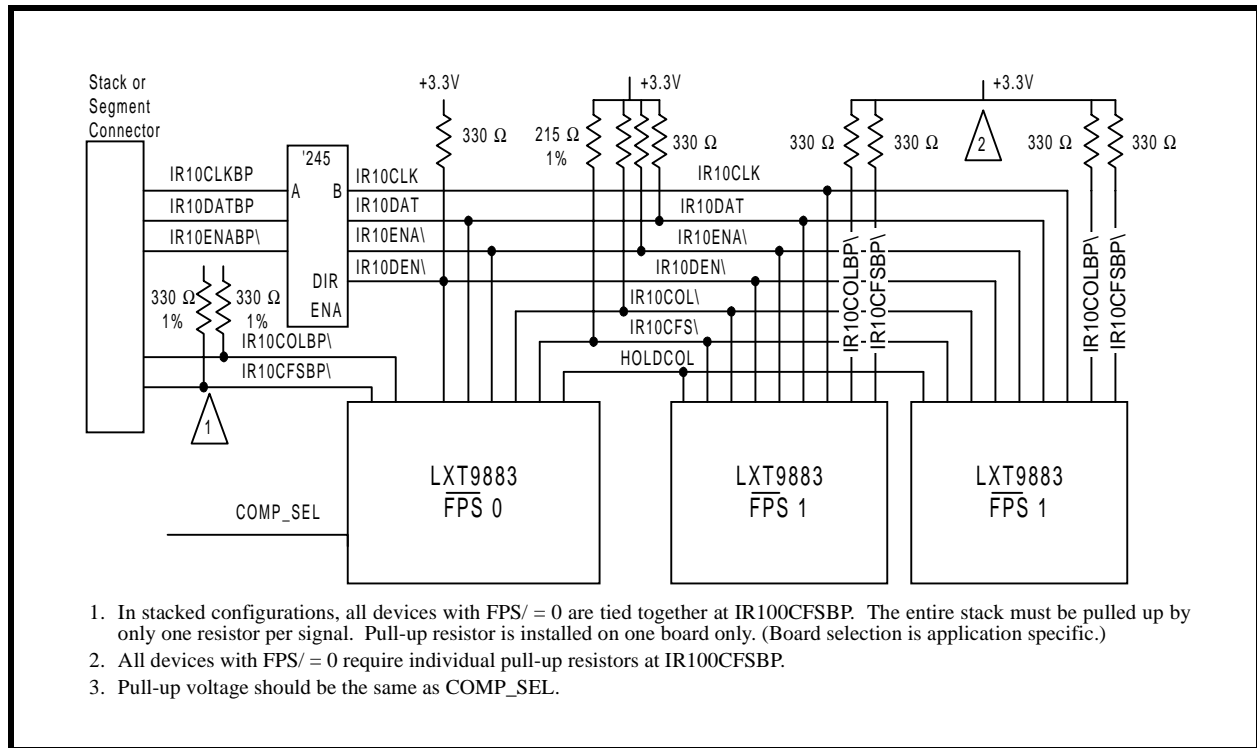 Stack or
Segment
Connector
+3.3V
+3.3V
+3.3V
330 Ω
215 Ω
1%
330 Ω
330 Ω
330 Ω
2
330 Ω
330 Ω
'245
A B
DIR
ENA
IR10CLKBP
IR10DATBP
IR10ENABP\
IR10CLK
IR10DAT
IR10ENA\
IR10DEN\
IR10CLK
IR10DAT
IR10ENA\
IR10DEN\
IR10COL\
IR10CFS\
HOLDCOL
IR10COLBP\
IR10CFSBP\
IR10COLBP\
IR10CFSBP\
330 Ω
1%
330 Ω
1%
IR10COLBP\
IR10CFSBP\
1
COMP_SEL
LXT9883
FPS 0
LXT9883
FPS 1
LXT9883
FPS 1
1. In stacked configurations, all devices with FPS/ = 0 are tied together at IR100CFSBP. The entire stack must be pulled up by
only one resistor per signal. Pull-up resistor is installed on one board only. (Board selection is application specific.)
2. All devices with FPS/ = 0 require individual pull-up resistors at IR100CFSBP.
3. Pull-up voltage should be the same as COMP_SEL.